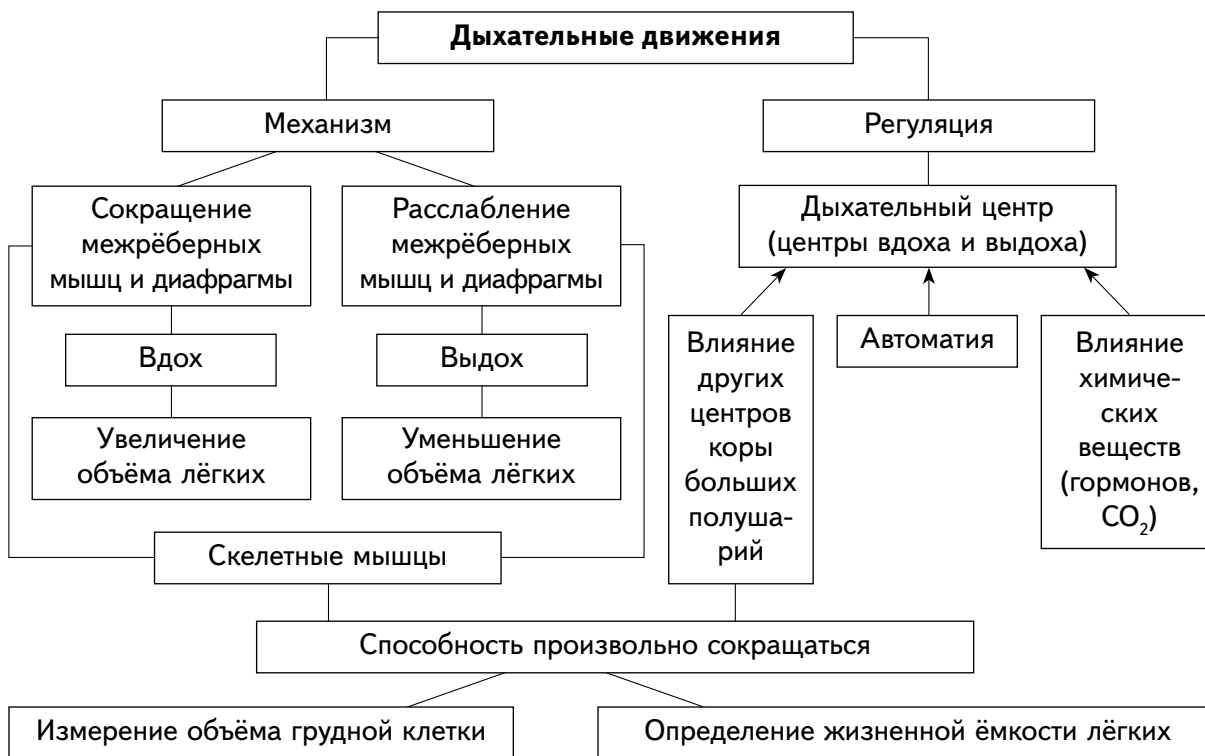 Дыхательные движения
Механизм
Регуляция
Сокращение
межрёберных
мышц и диафрагмы
Расслабление
межрёберных
мышц и диафрагмы
Дыхательный центр
(центры вдоха и выдоха)
Вдох
Выдох
Влияние
других
центров
коры
больших
полуша-
рий
Автоматия
Влияние
химиче-
ских
веществ
(гормонов,
CO₂)
Увеличение
объёма лёгких
Уменьшение
объёма лёгких
Скелетные мышцы
Способность произвольно сокращаться
Измерение объёма грудной клетки
Определение жизненной ёмкости лёгких